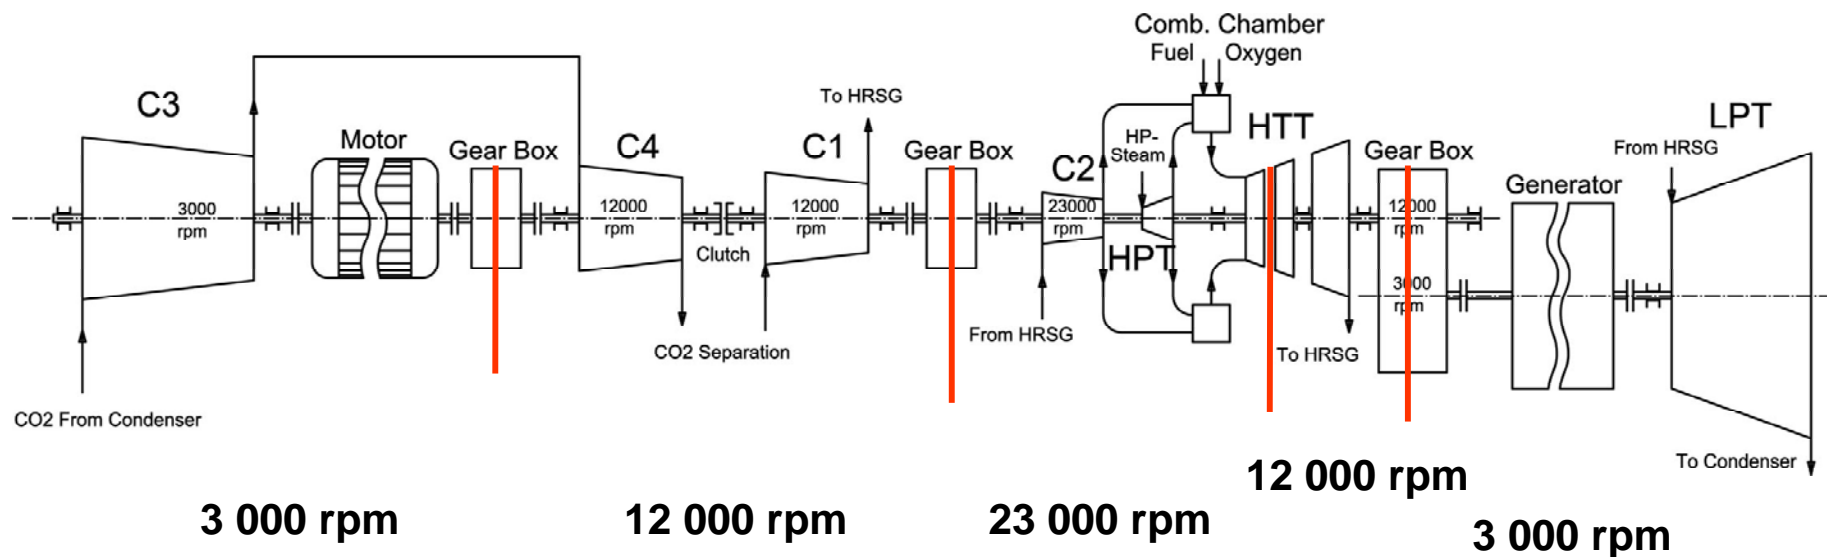 Comb. Chamber
Fuel
Oxygen
C3
To HRSG
Motor
Gear Box
C4
C1
Gear Box
C2
HP-
Steam
HTT
Gear Box
From HRSG
LPT
Generator
3000
rpm
12000
rpm
12000
rpm
23000
rpm
12000
rpm
Clutch
HPT
3000
rpm
From HRSG
To HRSG
CO2 Separation
CO2 From Condenser
To Condenser
12 000 rpm
3 000 rpm
12 000 rpm
23 000 rpm
3 000 rpm